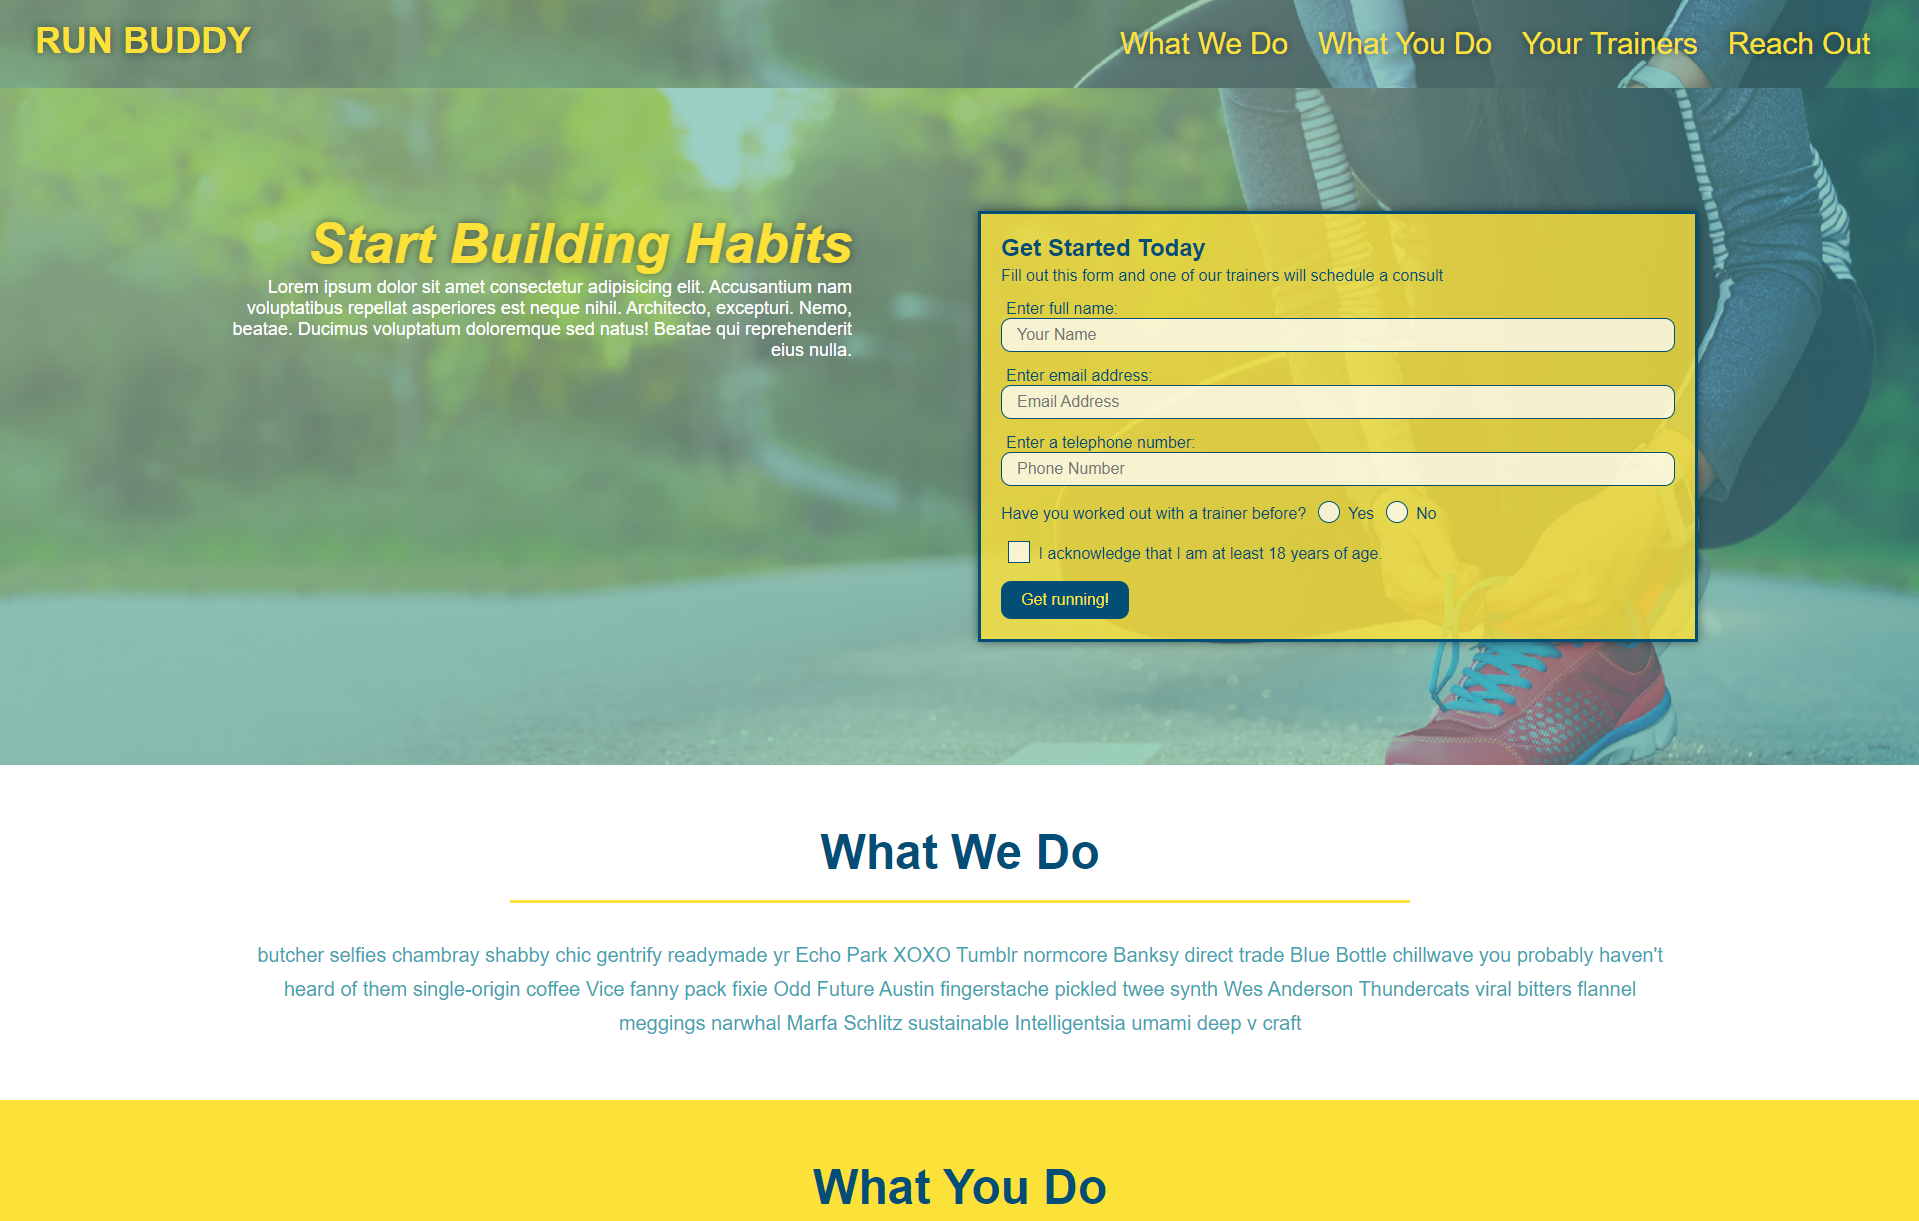 RUN BUDDY
What We Do What You Do Your Trainers Reach Out
Start Building Habits
Lorem ipsum dolor sit amet consectetur adipisicing elit. Accusantium nam
voluptatibus repellat asperiores est neque nihil. Architecto, excepturi. Nemo,
beatae. Ducimus voluptatum doloremque sed natus! Beatae qui reprehenderit
eius nulla.
Get Started Today
Fill out this form and one of our trainers will schedule a consult
Enter full name:
Your Name
Enter email address:
Email Address
Enter a telephone number:
Phone Number
Have you worked out with a trainer before? Yes No
I acknowledge that I am at least 18 years of age.
Get running!
What We Do
butcher selfies chambray shabby chic gentrify readymade yr Echo Park XOXO Tumblr normcore Banksy direct trade Blue Bottle chillwave you probably haven't
heard of them single-origin coffee Vice fanny pack fixie Odd Future Austin fingerstache pickled twee synth Wes Anderson Thundercats viral bitters flannel
meggings narwhal Marfa Schlitz sustainable Intelligentsia umami deep v craft
What You Do